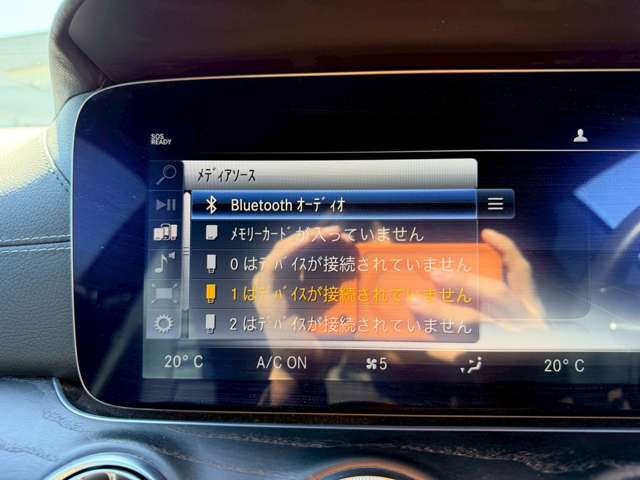 SOS
READY
ﾒﾃﾞｨｱｿｰｽ
Bluetooth ｵｰﾃﾞｨｵ
ﾒﾓﾘｰｶｰﾄﾞが入っていません
0 はﾃﾞﾊﾞｲｽが接続されていません
1 はﾃﾞﾊﾞｲｽが接続されていません
2 はﾃﾞﾊﾞｲｽが接続されていません
20° C A/C ON 5 20° C